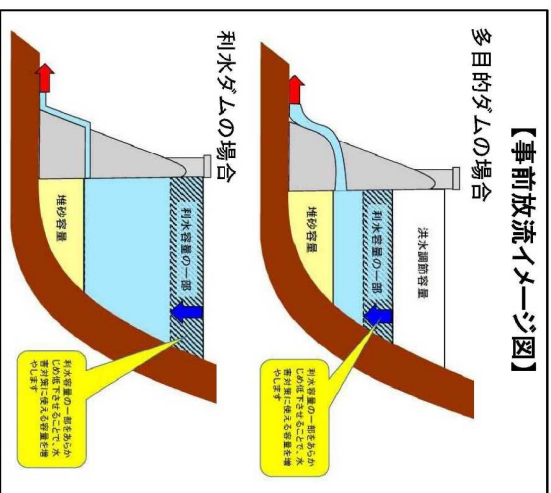 【事前放流イメージ図】
多目的ダムの場合
洪水調節容量
利水容量の一部
堆砂容量
利水容量の一部をあらか
じめ低下させることで、水
害対策に使える容量を増
やします
利水ダムの場合
利水容量の一部
堆砂容量
利水容量の一部をあらか
じめ低下させることで、水
害対策に使える容量を増
やします